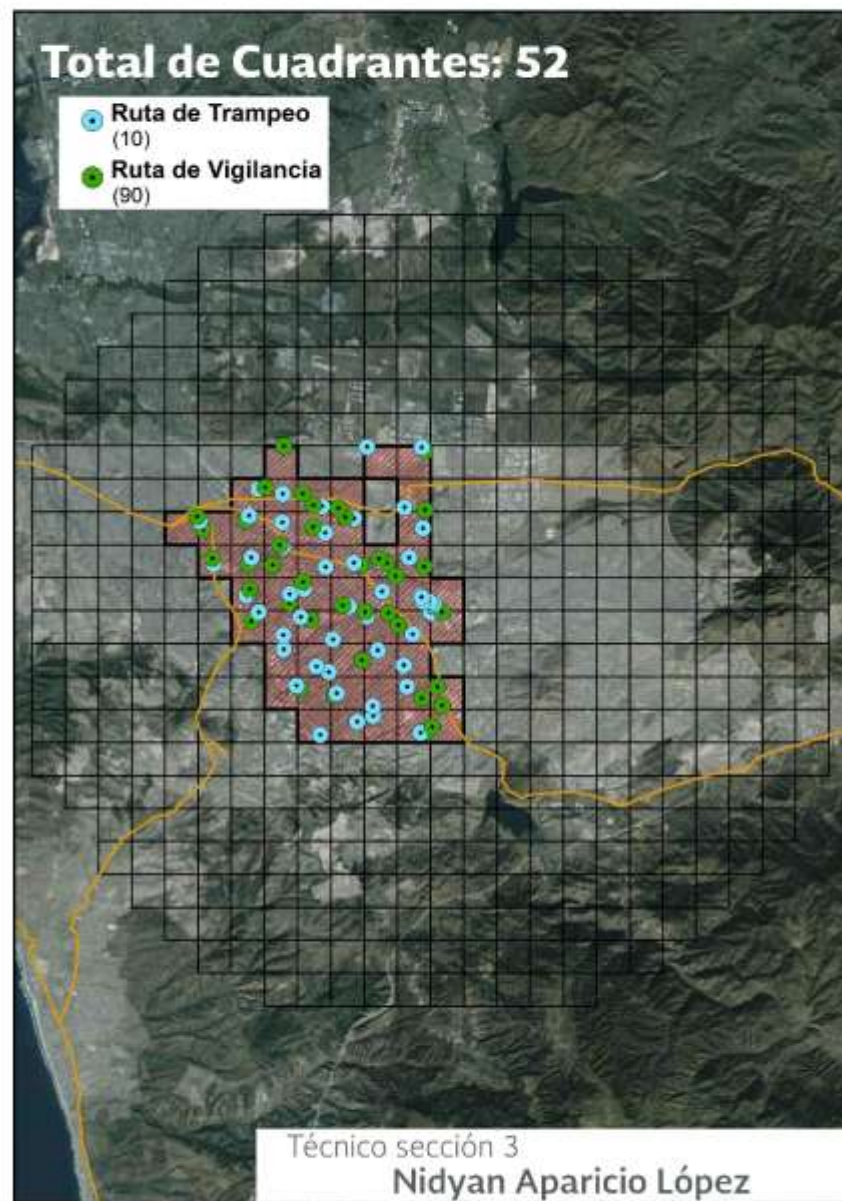 Total de Cuadrantes: 52
Ruta de Trampeo
(10)
Ruta de Vigilancia
(90)
Técnico sección 3
Nidyan Aparicio López